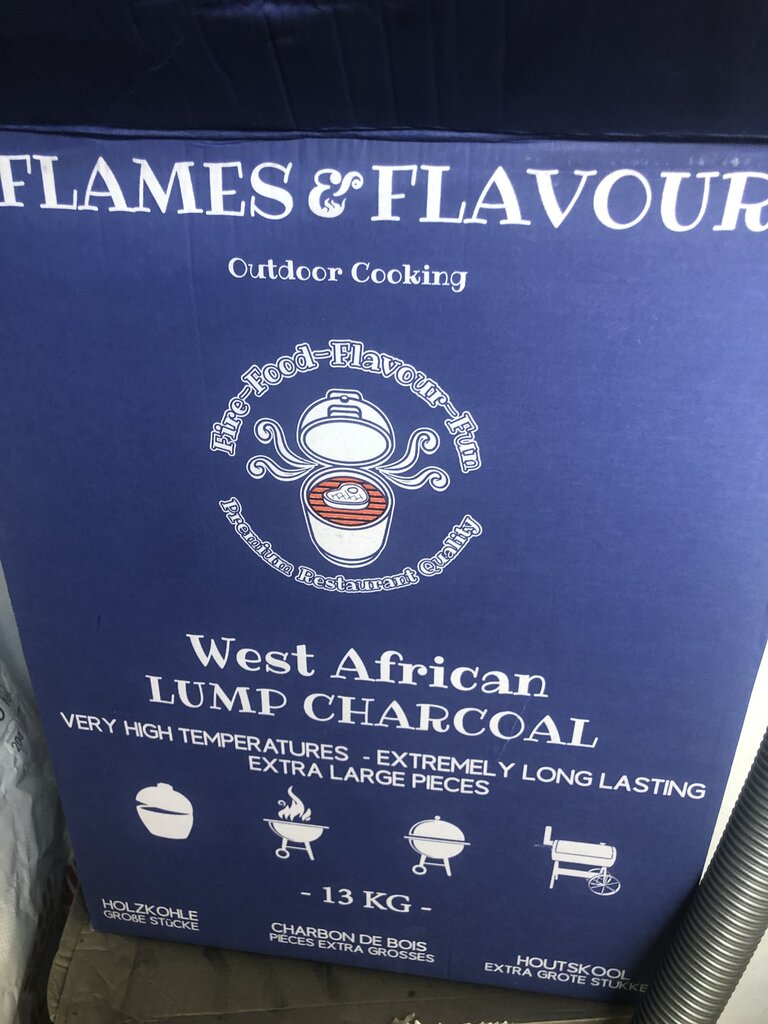 FLAMES & FLAVOUR
Outdoor Cooking
Fire-Food-Flavour-Fun
Premium Restaurant Quality
West African
LUMP CHARCOAL
VERY HIGH TEMPERATURES - EXTREMELY LONG LASTING
EXTRA LARGE PIECES
- 13 KG -
HOLZKOHLE
GROßE STüCKE
CHARBON DE BOIS
PIÈCES EXTRA GROSSES
HOUTSKOOL
EXTRA GROTE STUKKE